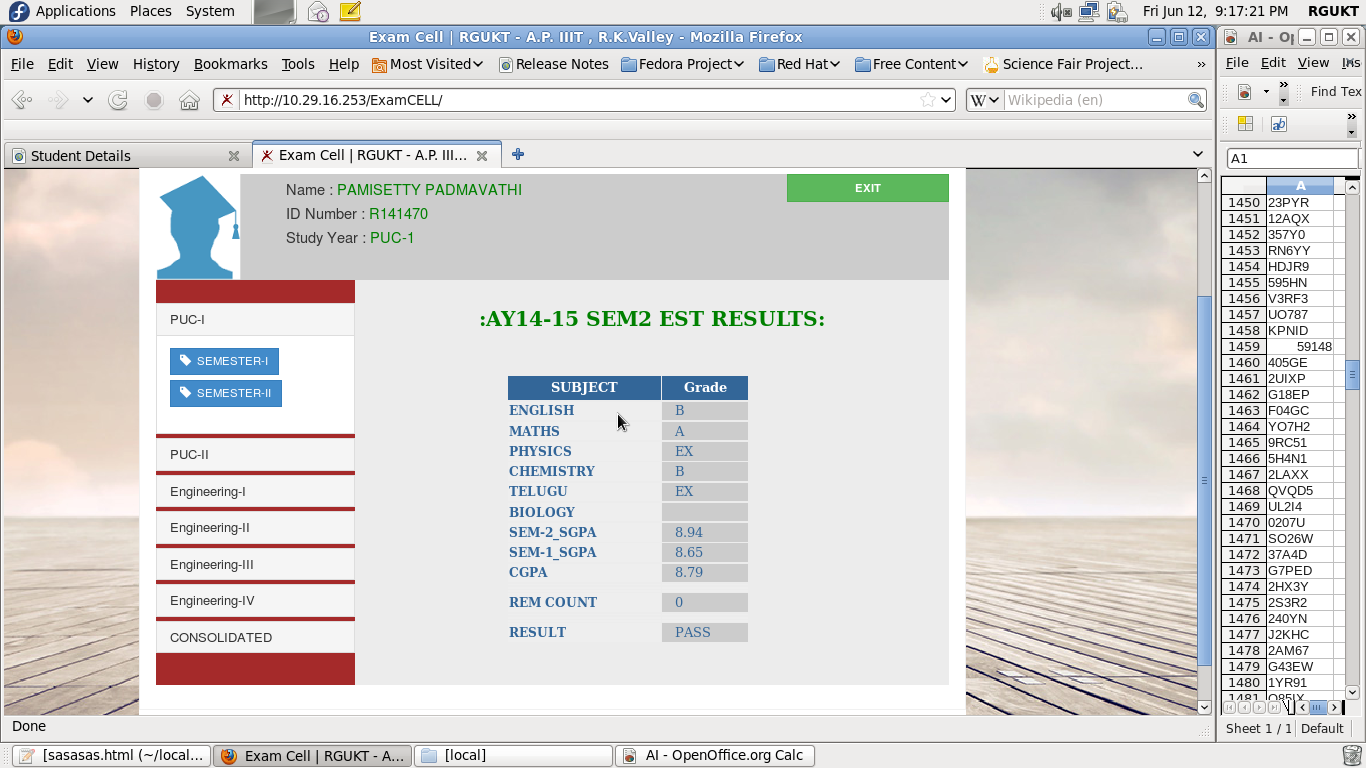 Applications Places System Fri Jun 12, 9:17:21 PM RGUKT
Exam Cell | RGUKT - A.P. IIIT , R.K.Valley - Mozilla Firefox
AI - Op
File Edit View History Bookmarks Tools Help Most Visited Release Notes Fedora Project Red Hat Free Content Science Fair Project... »
File Edit View Ins
http://10.29.16.253/ExamCELL/
W Wikipedia (en)
Find Tex
Student Details
Exam Cell | RGUKT - A.P. III...
A1
Name : PAMISETTY PADMAVATHI
ID Number : R141470
Study Year : PUC-1
EXIT
PUC-I
SEMESTER-I
SEMESTER-II
PUC-II
Engineering-I
Engineering-II
Engineering-III
Engineering-IV
CONSOLIDATED
:AY14-15 SEM2 EST RESULTS:
SUBJECT Grade
ENGLISH B
MATHS A
PHYSICS EX
CHEMISTRY B
TELUGU EX
BIOLOGY
SEM-2_SGPA 8.94
SEM-1_SGPA 8.65
CGPA 8.79
REM COUNT 0
RESULT PASS
A
1450 23PYR
1451 12AQX
1452 357Y0
1453 RN6YY
1454 HDJR9
1455 595HN
1456 V3RF3
1457 UO787
1458 KPNID
1459 59148
1460 405GE
1461 2UIXP
1462 G18EP
1463 F04GC
1464 YO7H2
1465 9RC51
1466 5H4N1
1467 2LAXX
1468 QVQD5
1469 UL2I4
1470 0207U
1471 SO26W
1472 37A4D
1473 G7PED
1474 2HX3Y
1475 2S3R2
1476 240YN
1477 J2KHC
1478 2AM67
1479 G43EW
1480 1YR91
1481
Done
Sheet 1 / 1 Default
[sasasas.html (~/local...
Exam Cell | RGUKT - A...
[local]
AI - OpenOffice.org Calc